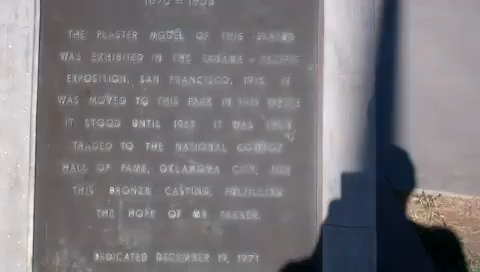 THE PLASTER MODEL OF THIS STATUE
WAS EXHIBITED IN THE PANAMA - PACIFIC
EXPOSITION, SAN FRANCISCO, 1915. IT
WAS MOVED TO THIS PARK IN 1919 WHERE
IT STOOD UNTIL 1968. IT WAS THEN
TRADED TO THE NATIONAL COWBOY
HALL OF FAME, OKLAHOMA CITY, FOR
THIS BRONZE CASTING, FULFILLING
THE HOPE OF MR FRASER.
DEDICATED DECEMBER 19, 1971